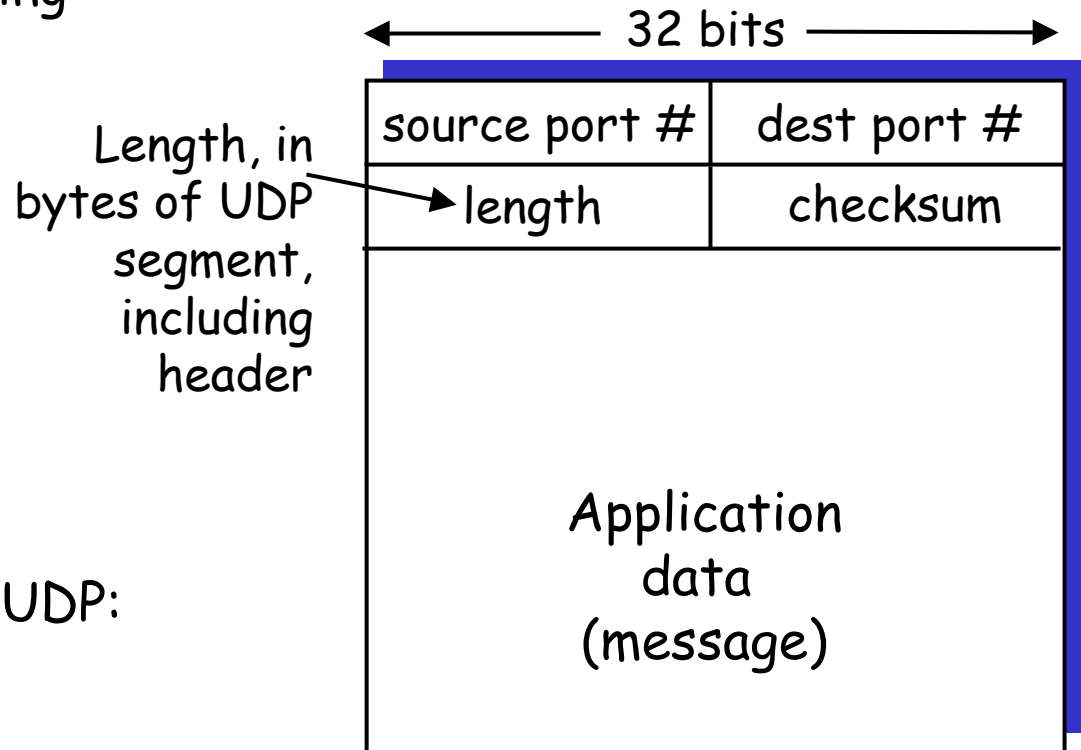 32 bits
source port #
dest port #
Length, in
bytes of UDP
segment,
including
header
length
checksum
Application
data
(message)
UDP: